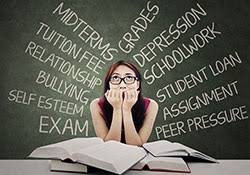 MIDTERMS
GRADES
TUITION FEE
DEPRESSION
RELATIONSHIP
SCHOOLWORK
BULLYING
STUDENT LOAN
SELF ESTEEM
ASSIGNMENT
EXAM
PEER PRESSURE